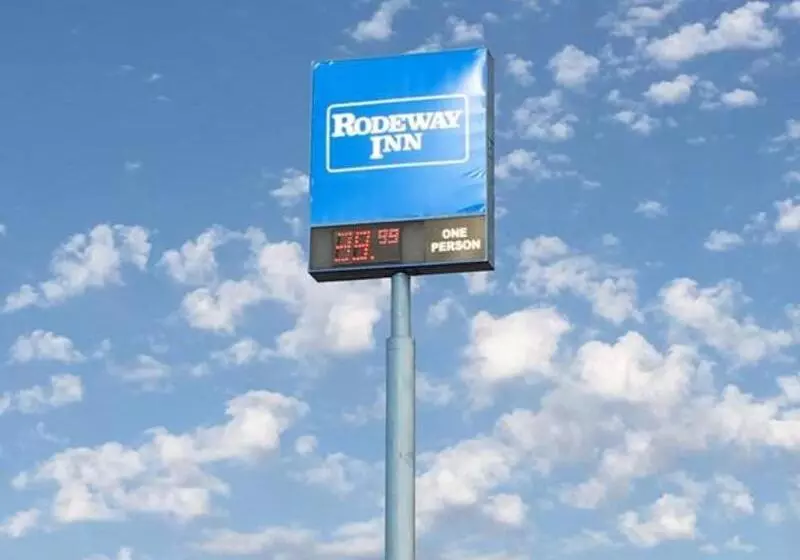 RODEWAY
INN
39.99
ONE
PERSON